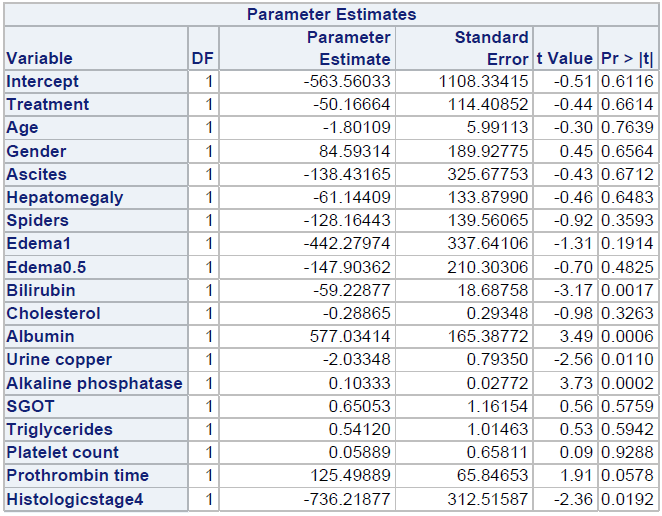 Parameter Estimates
Variable DF Parameter Estimate Standard Error t Value Pr > |t|
Intercept 1 -563.56033 1108.33415 -0.51 0.6116
Treatment 1 -50.16664 114.40852 -0.44 0.6614
Age 1 -1.80109 5.99113 -0.30 0.7639
Gender 1 84.59314 189.92775 0.45 0.6564
Ascites 1 -138.43165 325.67753 -0.43 0.6712
Hepatomegaly 1 -61.14409 133.87990 -0.46 0.6483
Spiders 1 -128.16443 139.56065 -0.92 0.3593
Edema1 1 -442.27974 337.64106 -1.31 0.1914
Edema0.5 1 -147.90362 210.30306 -0.70 0.4825
Bilirubin 1 -59.22877 18.68758 -3.17 0.0017
Cholesterol 1 -0.28865 0.29348 -0.98 0.3263
Albumin 1 577.03414 165.38772 3.49 0.0006
Urine copper 1 -2.03348 0.79350 -2.56 0.0110
Alkaline phosphatase 1 0.10333 0.02772 3.73 0.0002
SGOT 1 0.65053 1.16154 0.56 0.5759
Triglycerides 1 0.54120 1.01463 0.53 0.5942
Platelet count 1 0.05889 0.65811 0.09 0.9288
Prothrombin time 1 125.49889 65.84653 1.91 0.0578
Histologicstage4 1 -736.21877 312.51587 -2.36 0.0192